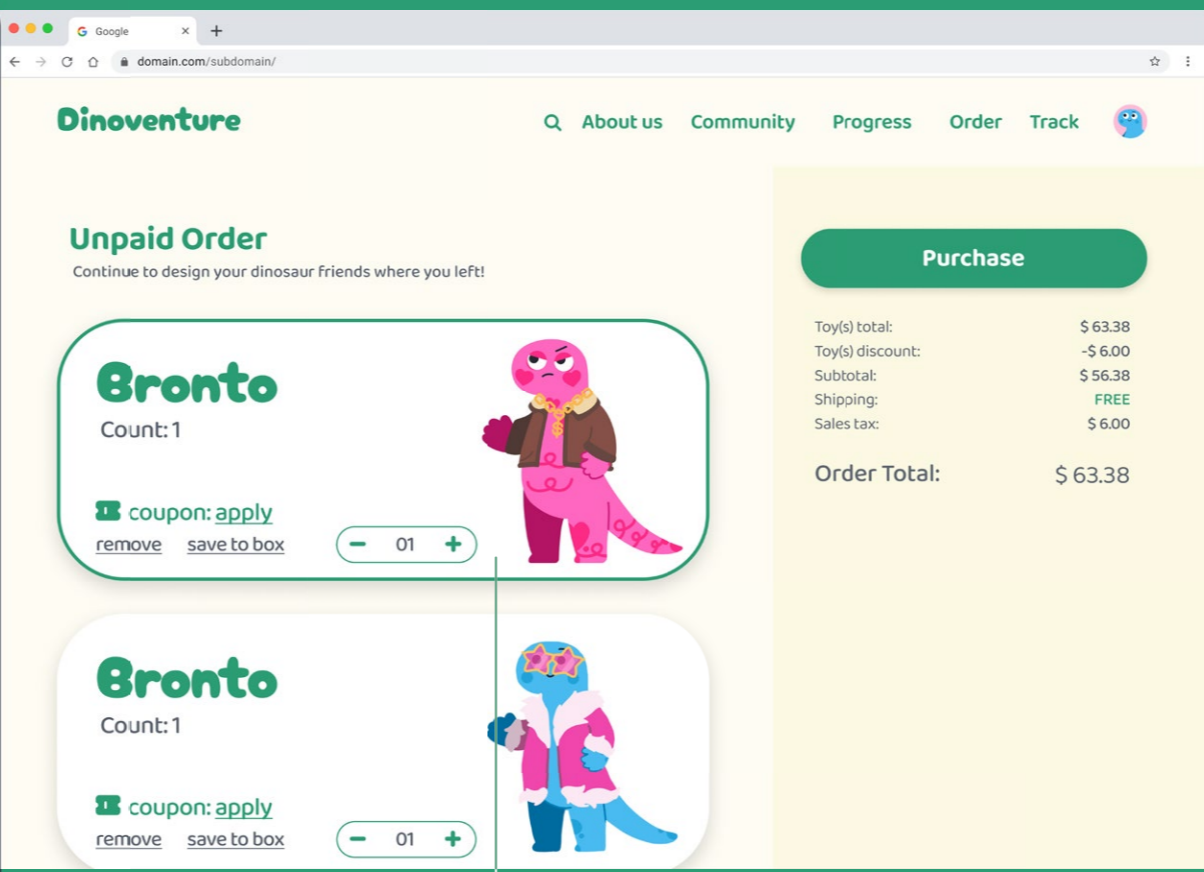 Google
domain.com/subdomain/
Dinoventure
About us Community Progress Order Track
Unpaid Order
Continue to design your dinosaur friends where you left!
Bronto
Count: 1
coupon: apply
remove save to box
01
Bronto
Count: 1
coupon: apply
remove save to box
01
Purchase
Toy(s) total: $ 63.38
Toy(s) discount: -$ 6.00
Subtotal: $ 56.38
Shipping: FREE
Sales tax: $ 6.00
Order Total: $ 63.38